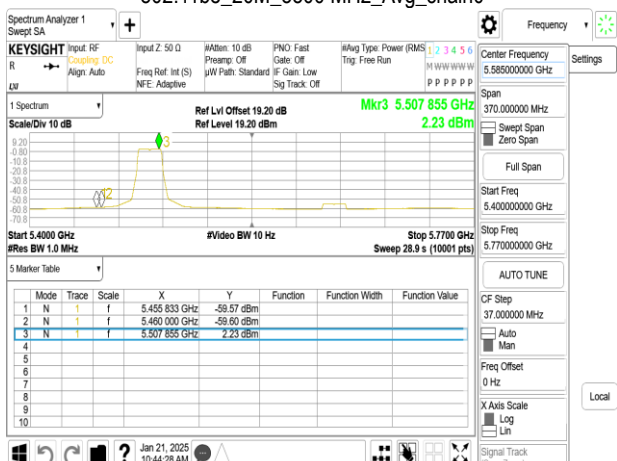 Spectrum Analyzer 1
Swept SA
Frequency
KEYSIGHT
R
Input: RF
Coupling: DC
Align: Auto
Input Z: 50 Ω
Freq Ref: Int (S)
NFE: Adaptive
#Atten: 10 dB
Preamp: Off
µW Path: Standard
PNO: Fast
Gate: Off
IF Gain: Low
Sig Track: Off
#Avg Type: Power (RMS
Trig: Free Run
1 2 3 4 5 6
M W W W W W
P P P P P P
Center Frequency
5.585000000 GHz
Settings
Span
370.000000 MHz
Swept Span
Zero Span
Full Span
Start Freq
5.400000000 GHz
Stop Freq
5.770000000 GHz
AUTO TUNE
CF Step
37.000000 MHz
Auto
Man
Freq Offset
0 Hz
X Axis Scale
Log
Lin
Signal Track
Local
1 Spectrum
Scale/Div 10 dB
Ref Lvl Offset 19.20 dB
Ref Level 19.20 dBm
Mkr3 5.507 855 GHz
2.23 dBm
9.20
-0.80
-10.8
-20.8
-30.8
-40.8
-50.8
-60.8
-70.8
3
2
Start 5.4000 GHz
#Res BW 1.0 MHz
#Video BW 10 Hz
Stop 5.7700 GHz
Sweep 28.9 s (10001 pts)
5 Marker Table
Mode Trace Scale X Y Function Function Width Function Value
1 N 1 f 5.455 833 GHz -59.57 dBm
2 N 1 f 5.460 000 GHz -59.60 dBm
3 N 1 f 5.507 855 GHz 2.23 dBm
4
5
6
7
8
9
10
?
Jan 21, 2025
10:44:28 AM